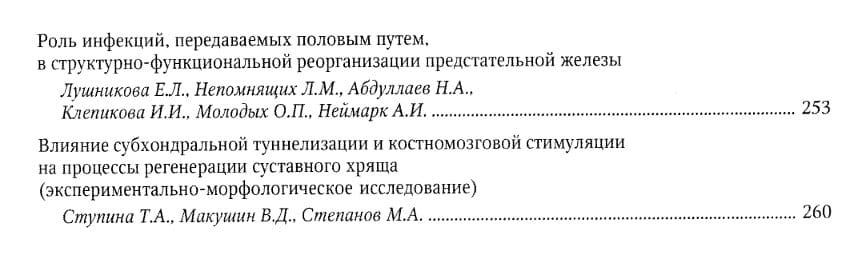 Роль инфекций, передаваемых половым путем,
в структурно-функциональной реорганизации предстательной железы
Лушникова Е.Л., Непомнящих Л.М., Абдуллаев Н.А.,
Клепикова И.И., Молодых О.П., Неймарк А.И. .......... 253
Влияние субхондральной туннелизации и костномозговой стимуляции
на процессы регенерации суставного хряща
(экспериментально-морфологическое исследование)
Ступина Т.А., Макушин В.Д., Степанов М.А. .......... 260